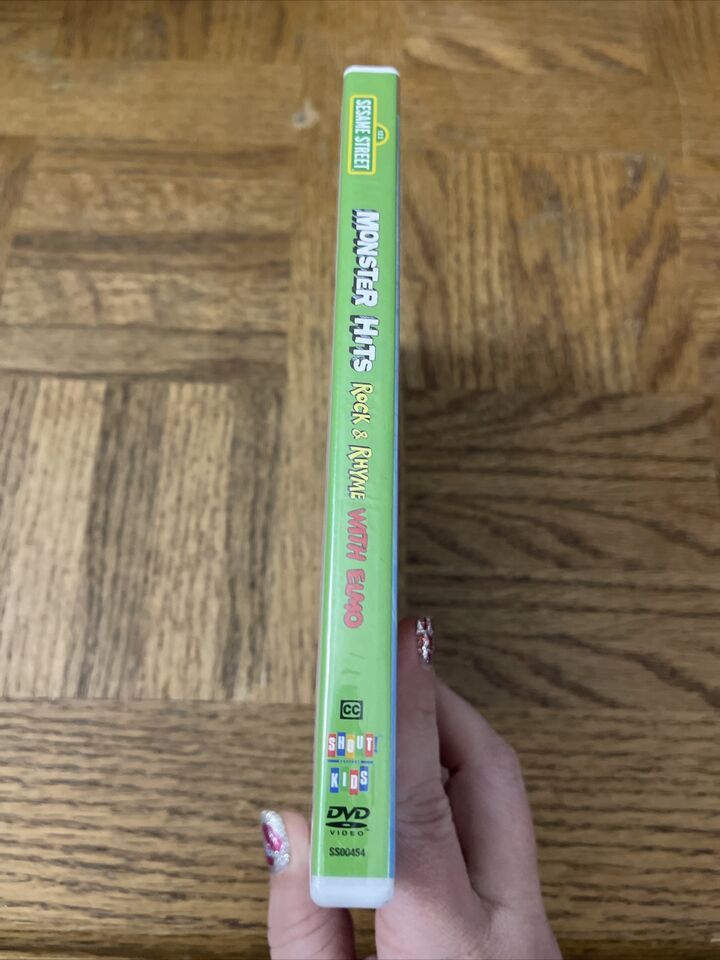 SESAME STREET
123
MONSTER HITS ROCK & RHYME WITH ELMO
CC
SHOUT!
KIDS
DVD
VIDEO
SS00454